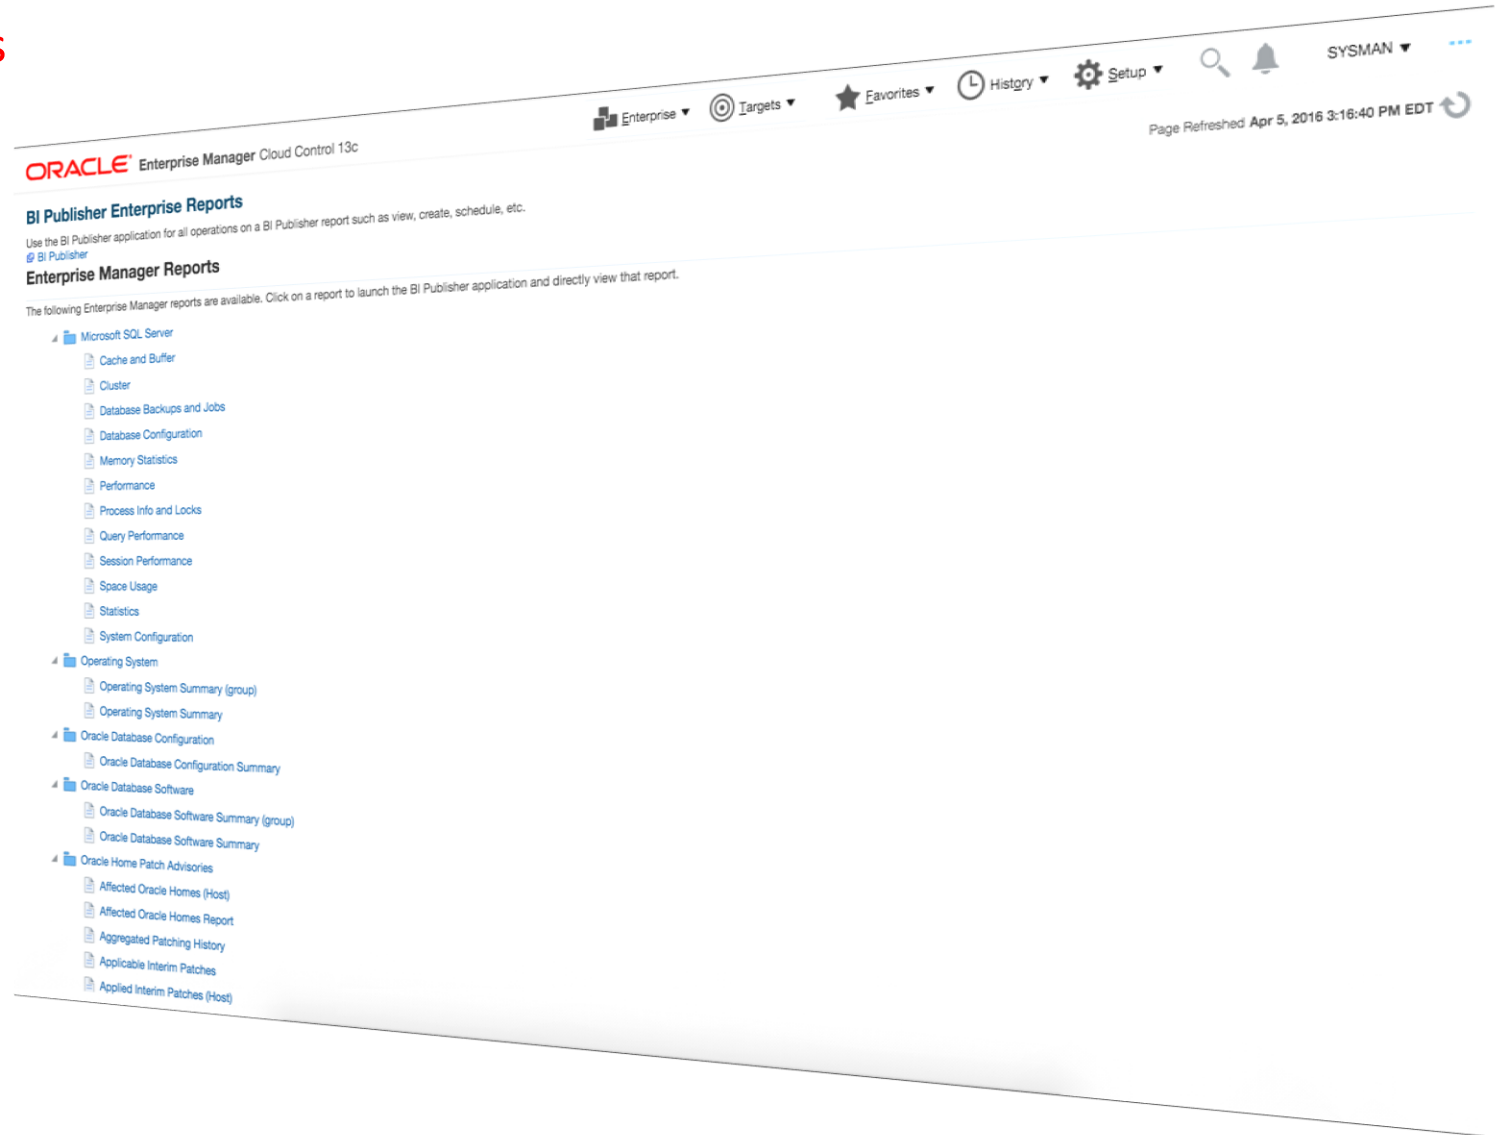 s
Enterprise Targets Favorites History Setup SYSMAN
ORACLE Enterprise Manager Cloud Control 13c
Page Refreshed Apr 5, 2016 3:16:40 PM EDT
BI Publisher Enterprise Reports
Use the BI Publisher application for all operations on a BI Publisher report such as view, create, schedule, etc.
BI Publisher
Enterprise Manager Reports
The following Enterprise Manager reports are available. Click on a report to launch the BI Publisher application and directly view that report.
Microsoft SQL Server
Cache and Buffer
Cluster
Database Backups and Jobs
Database Configuration
Memory Statistics
Performance
Process Info and Locks
Query Performance
Session Performance
Space Usage
Statistics
System Configuration
Operating System
Operating System Summary (group)
Operating System Summary
Oracle Database Configuration
Oracle Database Configuration Summary
Oracle Database Software
Oracle Database Software Summary (group)
Oracle Database Software Summary
Oracle Home Patch Advisories
Affected Oracle Homes (Host)
Affected Oracle Homes Report
Aggregated Patching History
Applicable Interim Patches
Applied Interim Patches (Host)